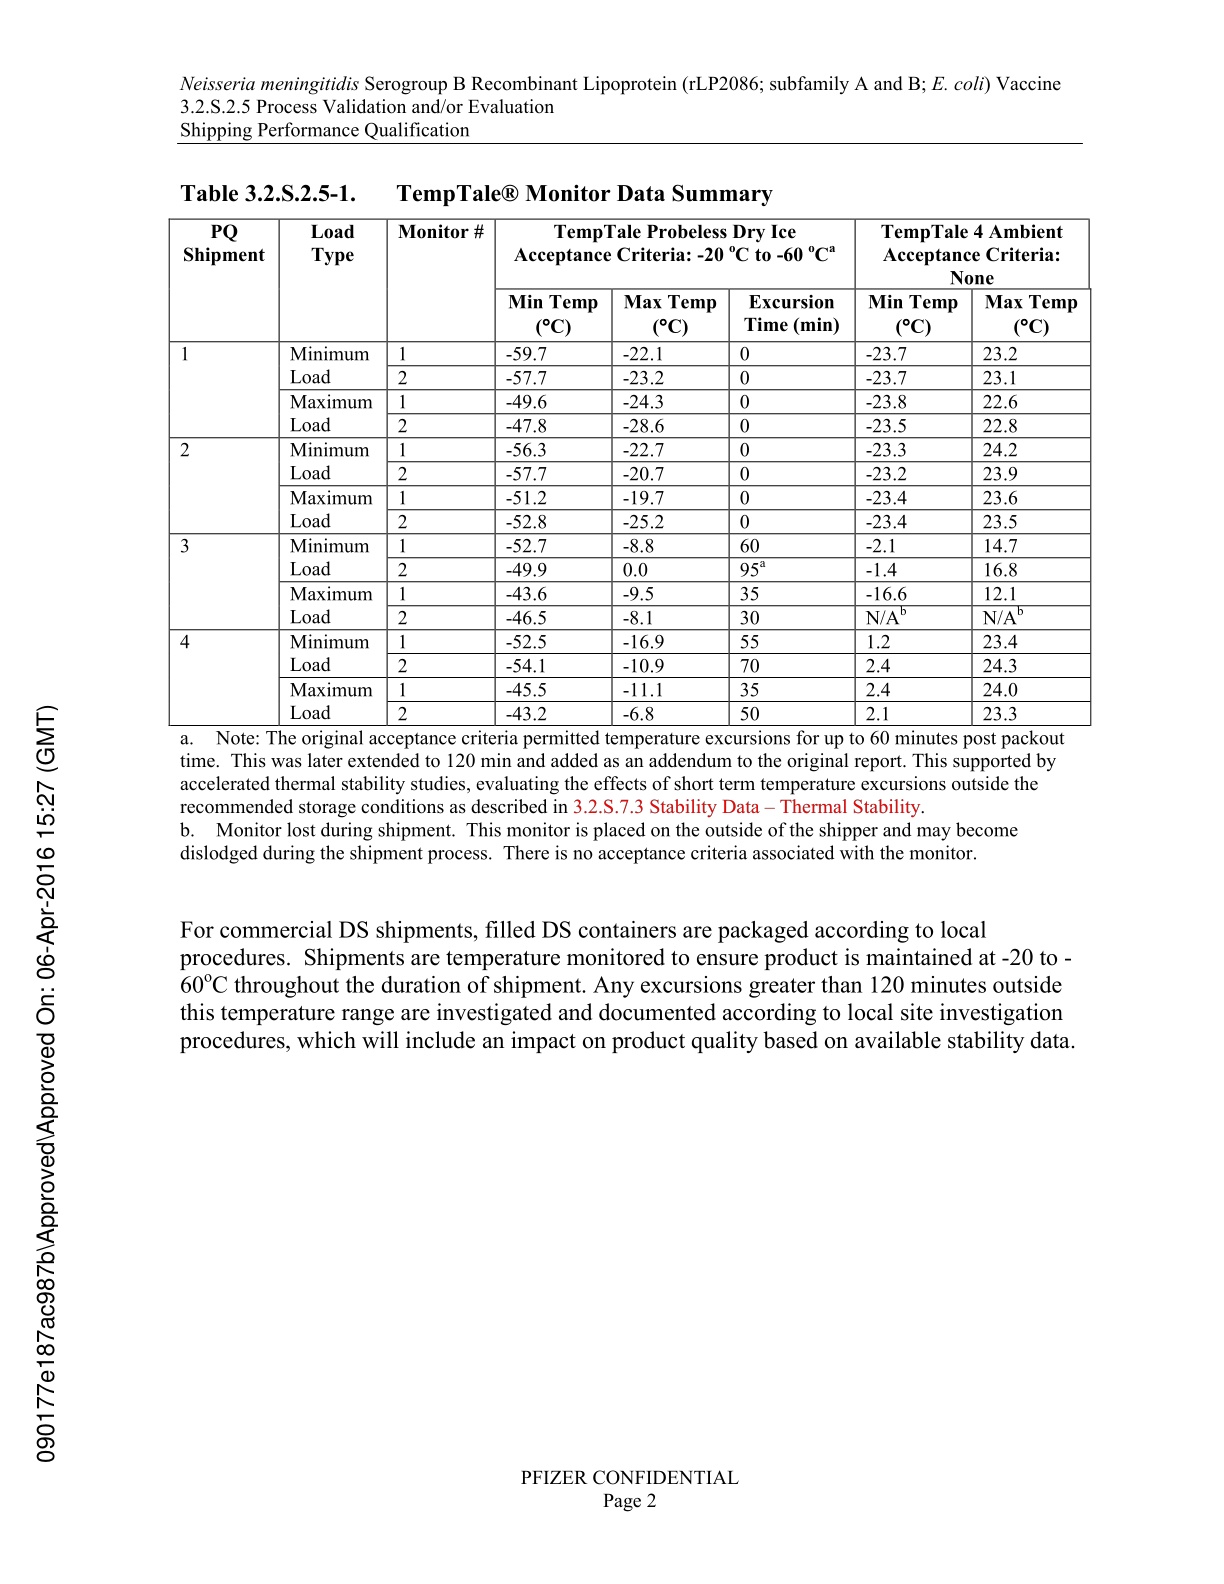 Neisseria meningitidis Serogroup B Recombinant Lipoprotein (rLP2086; subfamily A and B; E. coli) Vaccine
3.2.S.2.5 Process Validation and/or Evaluation
Shipping Performance Qualification
Table 3.2.S.2.5-1. TempTale® Monitor Data Summary
PQ Shipment Load Type Monitor # TempTale Probeless Dry Ice Acceptance Criteria: -20 °C to -60 °Cᵃ TempTale 4 Ambient Acceptance Criteria: None
Min Temp (°C) Max Temp (°C) Excursion Time (min) Min Temp (°C) Max Temp (°C)
1 Minimum Load 1 -59.7 -22.1 0 -23.7 23.2
2 -57.7 -23.2 0 -23.7 23.1
Maximum Load 1 -49.6 -24.3 0 -23.8 22.6
2 -47.8 -28.6 0 -23.5 22.8
2 Minimum Load 1 -56.3 -22.7 0 -23.3 24.2
2 -57.7 -20.7 0 -23.2 23.9
Maximum Load 1 -51.2 -19.7 0 -23.4 23.6
2 -52.8 -25.2 0 -23.4 23.5
3 Minimum Load 1 -52.7 -8.8 60 -2.1 14.7
2 -49.9 0.0 95ᵃ -1.4 16.8
Maximum Load 1 -43.6 -9.5 35 -16.6 12.1
2 -46.5 -8.1 30 N/Aᵇ N/Aᵇ
4 Minimum Load 1 -52.5 -16.9 55 1.2 23.4
2 -54.1 -10.9 70 2.4 24.3
Maximum Load 1 -45.5 -11.1 35 2.4 24.0
2 -43.2 -6.8 50 2.1 23.3
a. Note: The original acceptance criteria permitted temperature excursions for up to 60 minutes post packout
time. This was later extended to 120 min and added as an addendum to the original report. This supported by
accelerated thermal stability studies, evaluating the effects of short term temperature excursions outside the
recommended storage conditions as described in 3.2.S.7.3 Stability Data – Thermal Stability.
b. Monitor lost during shipment. This monitor is placed on the outside of the shipper and may become
dislodged during the shipment process. There is no acceptance criteria associated with the monitor.
For commercial DS shipments, filled DS containers are packaged according to local
procedures. Shipments are temperature monitored to ensure product is maintained at -20 to -
60°C throughout the duration of shipment. Any excursions greater than 120 minutes outside
this temperature range are investigated and documented according to local site investigation
procedures, which will include an impact on product quality based on available stability data.
090177e187ac987b\Approved\Approved On: 06-Apr-2016 15:27 (GMT)
PFIZER CONFIDENTIAL
Page 2